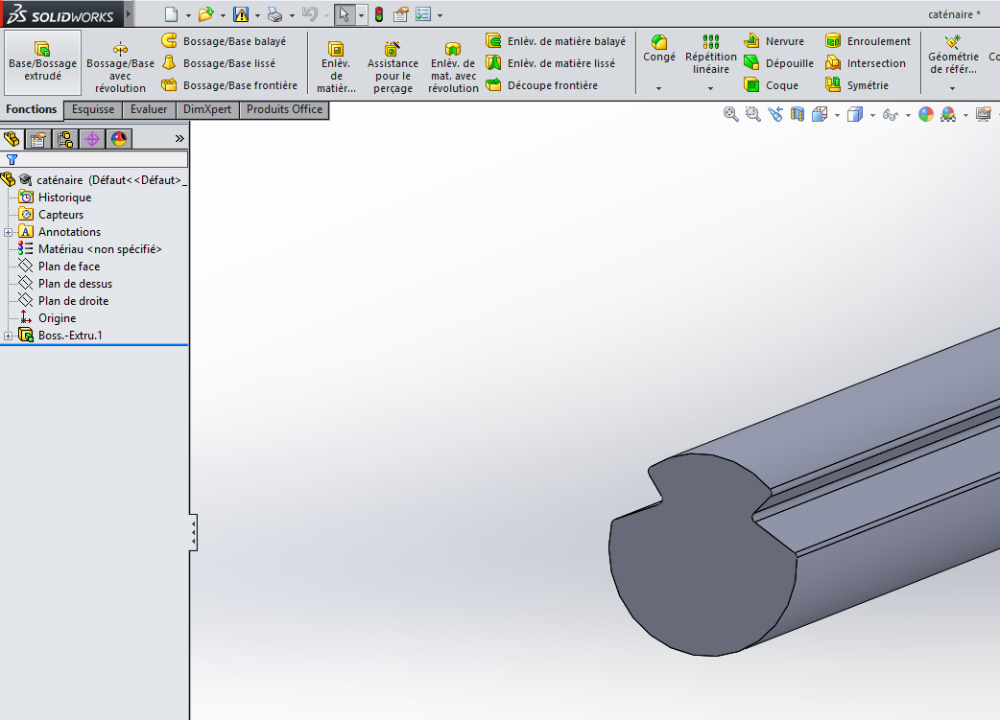 SOLIDWORKS
caténaire *
Base/Bossage
extrudé
Bossage/Base
avec
révolution
Bossage/Base balayé
Bossage/Base lissé
Bossage/Base frontière
Enlèv.
de
matièr...
Assistance
pour le
perçage
Enlèv. de
mat. avec
révolution
Enlèv. de matière balayé
Enlèv. de matière lissé
Découpe frontière
Congé
Répétition
linéaire
Nervure
Dépouille
Coque
Enroulement
Intersection
Symétrie
Géométrie
de référ...
Co
Fonctions Esquisse Evaluer DimXpert Produits Office
»
caténaire (Défaut<<Défaut>_
Historique
Capteurs
A Annotations
Matériau <non spécifié>
Plan de face
Plan de dessus
Plan de droite
Origine
Boss.-Extru.1